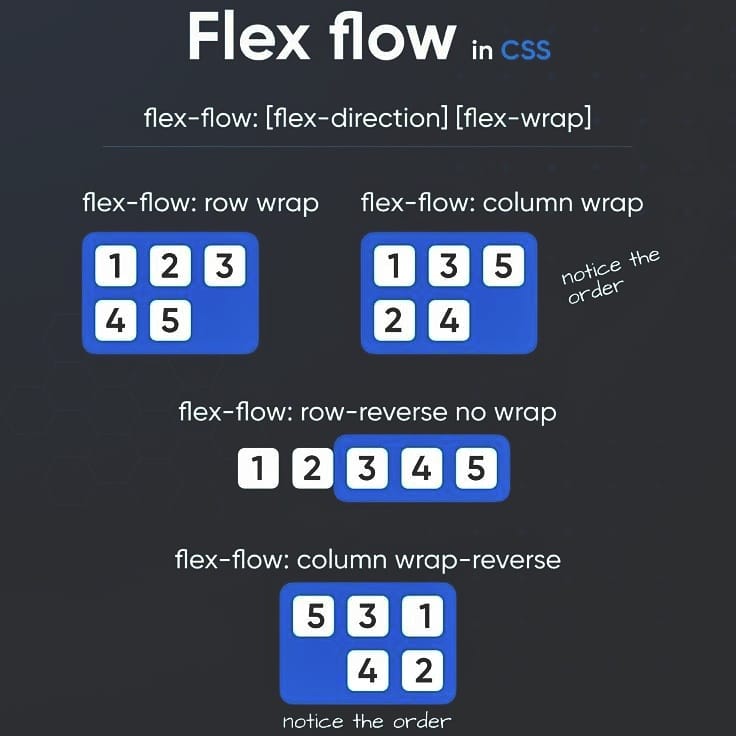 Flex flow in CSS
flex-flow: [flex-direction] [flex-wrap]
flex-flow: row wrap
1 2 3
4 5
flex-flow: column wrap
1 3 5
2 4
notice the
order
flex-flow: row-reverse no wrap
1 2 3 4 5
flex-flow: column wrap-reverse
5 3 1
4 2
notice the order